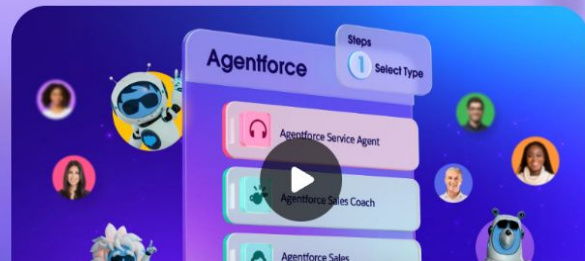 Agentforce
Steps
1 Select Type
Agentforce Service Agent
Agentforce Sales Coach
Agentforce Sales